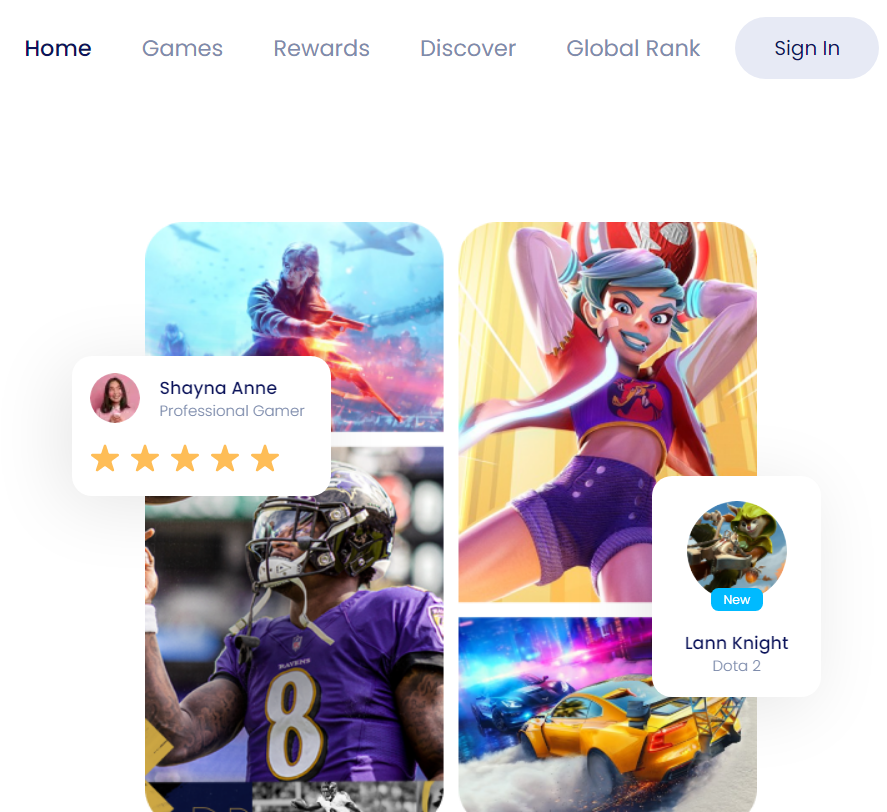 Home Games Rewards Discover Global Rank Sign In
Shayna Anne
Professional Gamer
RAVENS
8
New
Lann Knight
Dota 2